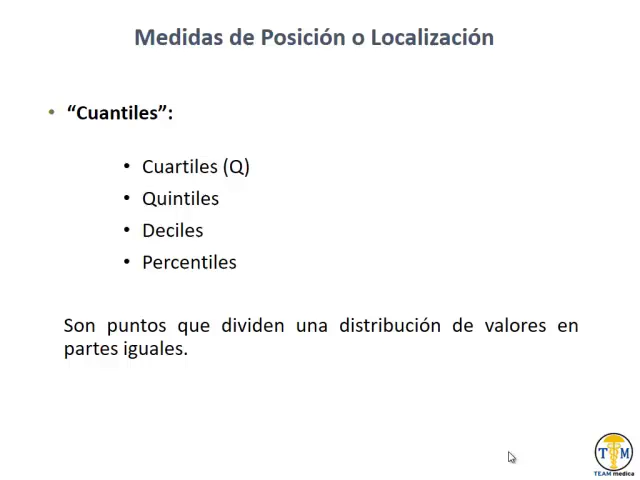 Medidas de Posición o Localización
• “Cuantiles”:
• Cuartiles (Q)
• Quintiles
• Deciles
• Percentiles
Son puntos que dividen una distribución de valores en
partes iguales.
T M
TEAM medica